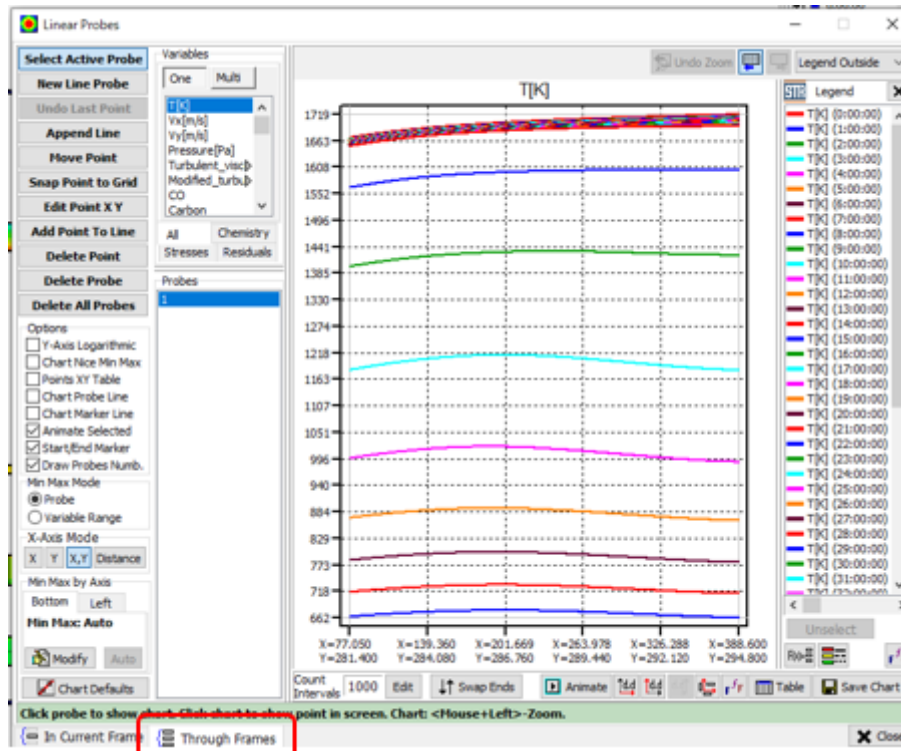 Linear Probes
Select Active Probe
New Line Probe
Undo Last Point
Append Line
Move Point
Snap Point to Grid
Edit Point X Y
Add Point To Line
Delete Point
Delete Probe
Delete All Probes
Options
Y-Axis Logarithmic
Chart Nice Min Max
Points XY Table
Chart Probe Line
Chart Marker Line
Animate Selected
Start/End Marker
Draw Probes Numb.
Min Max Mode
Probe
Variable Range
X-Axis Mode
X Y X,Y Distance
Min Max by Axis
Bottom Left
Min Max: Auto
Modify Auto
Chart Defaults
Variables
One Multi
T[K]
Vx[m/s]
Vy[m/s]
Pressure[Pa]
Turbulent_visc
Modified_turbu
CO
Carbon
All Chemistry
Stresses Residuals
Probes
1
Undo Zoom
Legend Outside
T[K]
1719
1663
1608
1552
1496
1441
1385
1330
1274
1218
1163
1107
1051
996
940
884
829
773
718
662
X=77.050 X=139.360 X=201.669 X=263.978 X=326.288 X=388.600
Y=281.400 Y=284.080 Y=286.760 Y=289.440 Y=292.120 Y=294.800
Legend
T[K] (0:00:00)
T[K] (1:00:00)
T[K] (2:00:00)
T[K] (3:00:00)
T[K] (4:00:00)
T[K] (5:00:00)
T[K] (6:00:00)
T[K] (7:00:00)
T[K] (8:00:00)
T[K] (9:00:00)
T[K] (10:00:00)
T[K] (11:00:00)
T[K] (12:00:00)
T[K] (13:00:00)
T[K] (14:00:00)
T[K] (15:00:00)
T[K] (16:00:00)
T[K] (17:00:00)
T[K] (18:00:00)
T[K] (19:00:00)
T[K] (20:00:00)
T[K] (21:00:00)
T[K] (22:00:00)
T[K] (23:00:00)
T[K] (24:00:00)
T[K] (25:00:00)
T[K] (26:00:00)
T[K] (27:00:00)
T[K] (28:00:00)
T[K] (29:00:00)
T[K] (30:00:00)
T[K] (31:00:00)
T[K] (32:00:00)
Unselect
Count
Intervals 1000 Edit Swap Ends Animate Table Save Chart
Click probe to show chart. Click chart to show point in screen. Chart: <Mouse+Left>-Zoom.
In Current Frame Through Frames Close